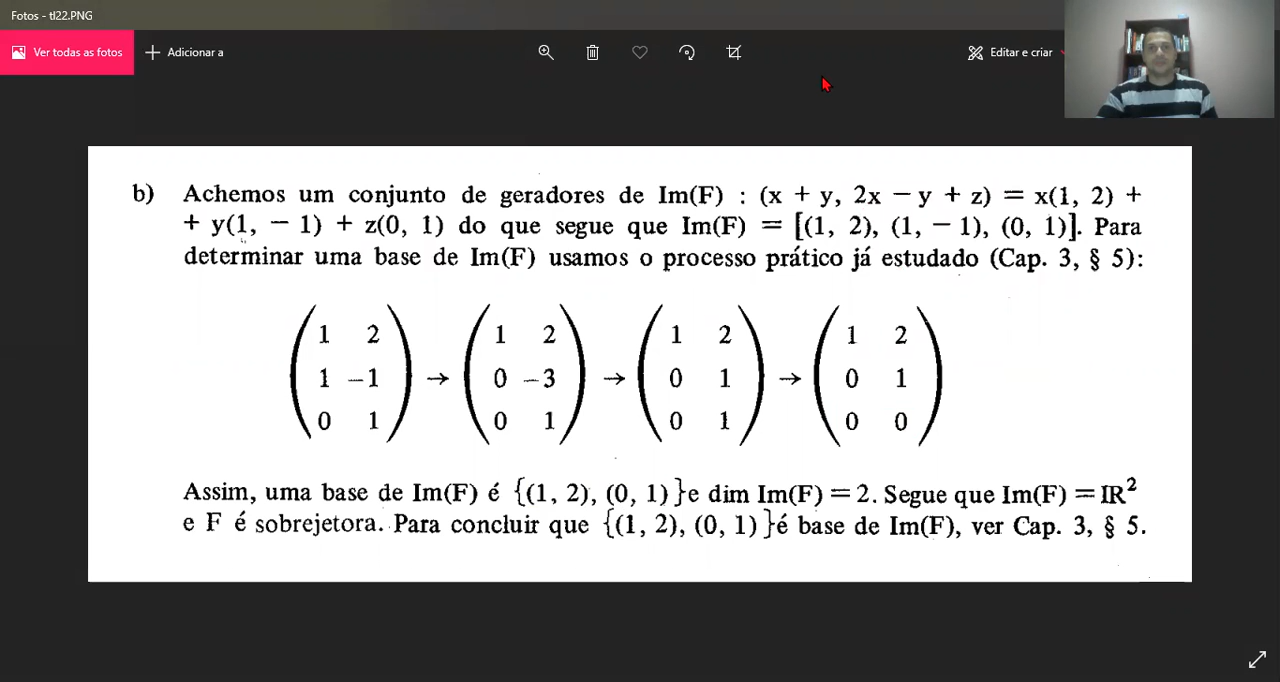 Fotos - tl22.PNG
Ver todas as fotos
Adicionar a
Editar e criar
b) Achemos um conjunto de geradores de Im(F) : (x + y, 2x − y + z) = x(1, 2) +
+ y(1, − 1) + z(0, 1) do que segue que Im(F) = [(1, 2), (1, − 1), (0, 1)]. Para
determinar uma base de Im(F) usamos o processo prático já estudado (Cap. 3, § 5):
1 2 1 2 1 2 1 2
1 −1 → 0 −3 → 0 1 → 0 1
0 1 0 1 0 1 0 0
Assim, uma base de Im(F) é {(1, 2), (0, 1)}e dim Im(F) = 2. Segue que Im(F) = IR²
e F é sobrejetora. Para concluir que {(1, 2), (0, 1)}é base de Im(F), ver Cap. 3, § 5.